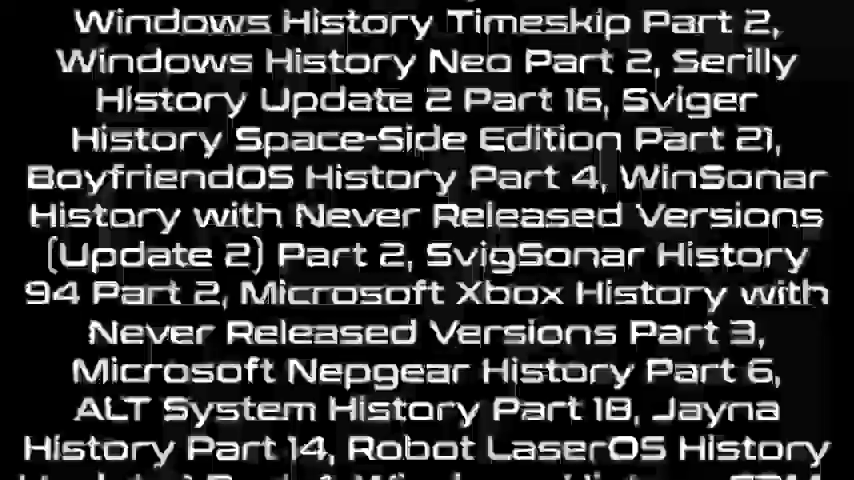 Windows History Timeskip Part 2,
Windows History Neo Part 2, Serilly
History Update 2 Part 16, Sviger
History Space-Side Edition Part 21,
BoyfriendOS History Part 4, WinSonar
History with Never Released Versions
(Update 2) Part 2, SvigSonar History
94 Part 2, Microsoft Xbox History with
Never Released Versions Part 3,
Microsoft Nepgear History Part 6,
ALT System History Part 18, Jayna
History Part 14, Robot LaserOS History